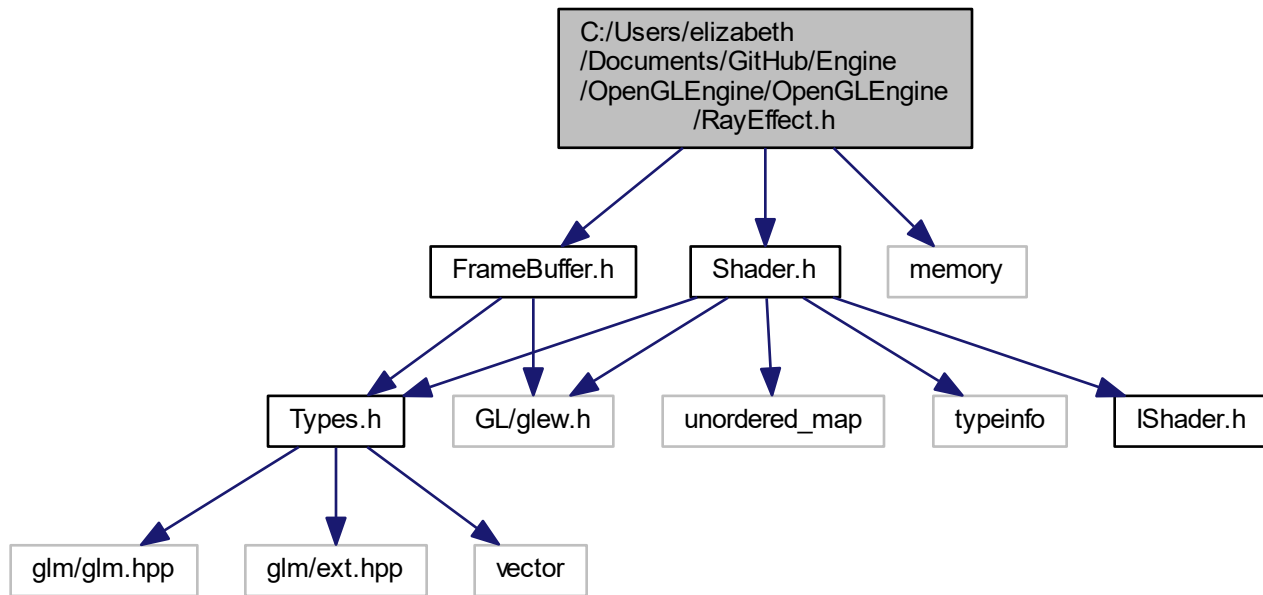 C:/Users/elizabeth
/Documents/GitHub/Engine
/OpenGLEngine/OpenGLEngine
/RayEffect.h
FrameBuffer.h
Shader.h
memory
Types.h
GL/glew.h
unordered_map
typeinfo
IShader.h
glm/glm.hpp
glm/ext.hpp
vector